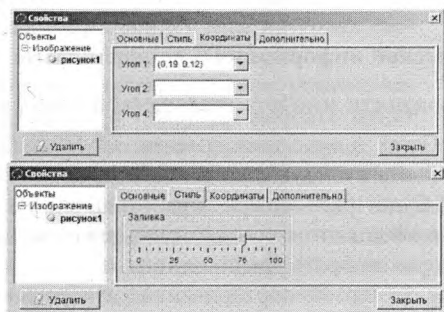 Свойства
Объекты
Изображение
рисунок1
Основные Стиль Координаты Дополнительно
Угол 1: (0.19 0.12)
Угол 2:
Угол 4:
Удалить
Закрыть
Свойства
Объекты
Изображение
рисунок1
Основные Стиль Координаты Дополнительно
Заливка
0 25 50 75 100
Удалить
Закрыть